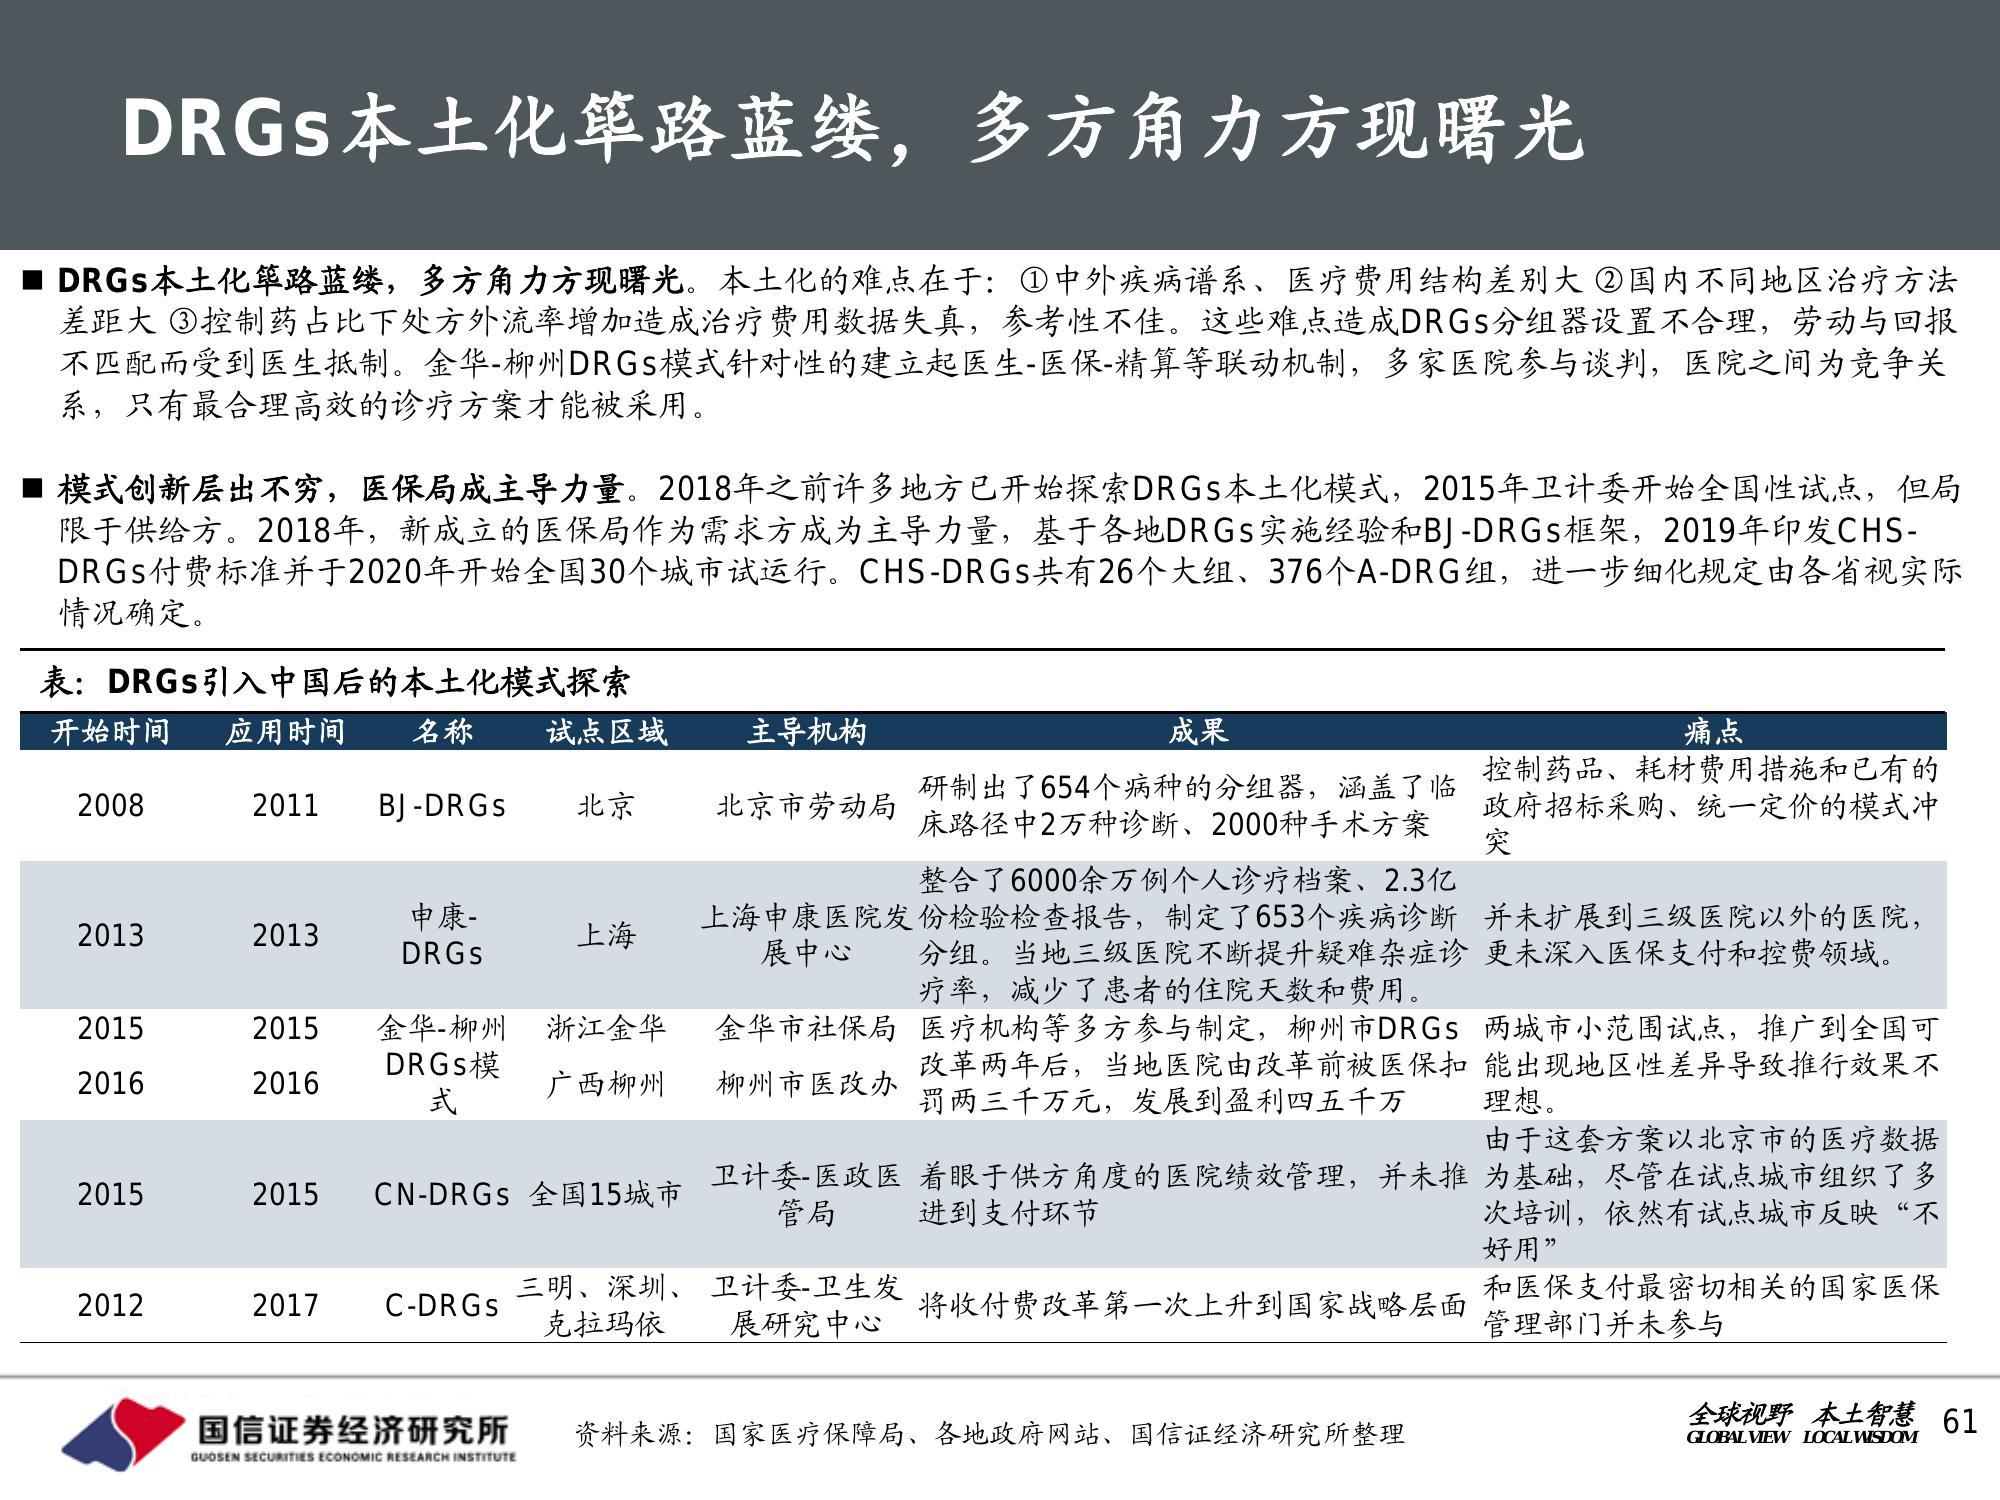 DRGs本土化筚路蓝缕，多方角力方现曙光
■ DRGs本土化筚路蓝缕，多方角力方现曙光。本土化的难点在于：①中外疾病谱系、医疗费用结构差别大 ②国内不同地区治疗方法
差距大 ③控制药占比下处方外流率增加造成治疗费用数据失真，参考性不佳。这些难点造成DRGs分组器设置不合理，劳动与回报
不匹配而受到医生抵制。金华-柳州DRGs模式针对性的建立起医生-医保-精算等联动机制，多家医院参与谈判，医院之间为竞争关
系，只有最合理高效的诊疗方案才能被采用。
■ 模式创新层出不穷，医保局成主导力量。2018年之前许多地方已开始探索DRGs本土化模式，2015年卫计委开始全国性试点，但局
限于供给方。2018年，新成立的医保局作为需求方成为主导力量，基于各地DRGs实施经验和BJ-DRGs框架，2019年印发CHS-
DRGs付费标准并于2020年开始全国30个城市试运行。CHS-DRGs共有26个大组、376个A-DRG组，进一步细化规定由各省视实际
情况确定。
表：DRGs引入中国后的本土化模式探索
开始时间 应用时间 名称 试点区域 主导机构 成果 痛点
2008 2011 BJ-DRGs 北京 北京市劳动局
研制出了654个病种的分组器，涵盖了临
床路径中2万种诊断、2000种手术方案
控制药品、耗材费用措施和已有的
政府招标采购、统一定价的模式冲
突
2013 2013
申康-
DRGs
上海
上海申康医院发
展中心
整合了6000余万例个人诊疗档案、2.3亿
份检验检查报告，制定了653个疾病诊断
分组。当地三级医院不断提升疑难杂症诊
疗率，减少了患者的住院天数和费用。
并未扩展到三级医院以外的医院，
更未深入医保支付和控费领域。
2015 2015
2016 2016
金华-柳州
DRGs模
式
浙江金华 金华市社保局
广西柳州 柳州市医改办
医疗机构等多方参与制定，柳州市DRGs
改革两年后，当地医院由改革前被医保扣
罚两三千万元，发展到盈利四五千万
两城市小范围试点，推广到全国可
能出现地区性差异导致推行效果不
理想。
2015 2015 CN-DRGs 全国15城市
卫计委-医政医
管局
着眼于供方角度的医院绩效管理，并未推
进到支付环节
由于这套方案以北京市的医疗数据
为基础，尽管在试点城市组织了多
次培训，依然有试点城市反映“不
好用”
2012 2017 C-DRGs
三明、深圳、
克拉玛依
卫计委-卫生发
展研究中心
将收付费改革第一次上升到国家战略层面
和医保支付最密切相关的国家医保
管理部门并未参与
国信证券经济研究所
GUOSEN SECURITIES ECONOMIC RESEARCH INSTITUTE
资料来源：国家医疗保障局、各地政府网站、国信证经济研究所整理
全球视野 本土智慧
GLOBAL VIEW LOCAL WISDOM
61